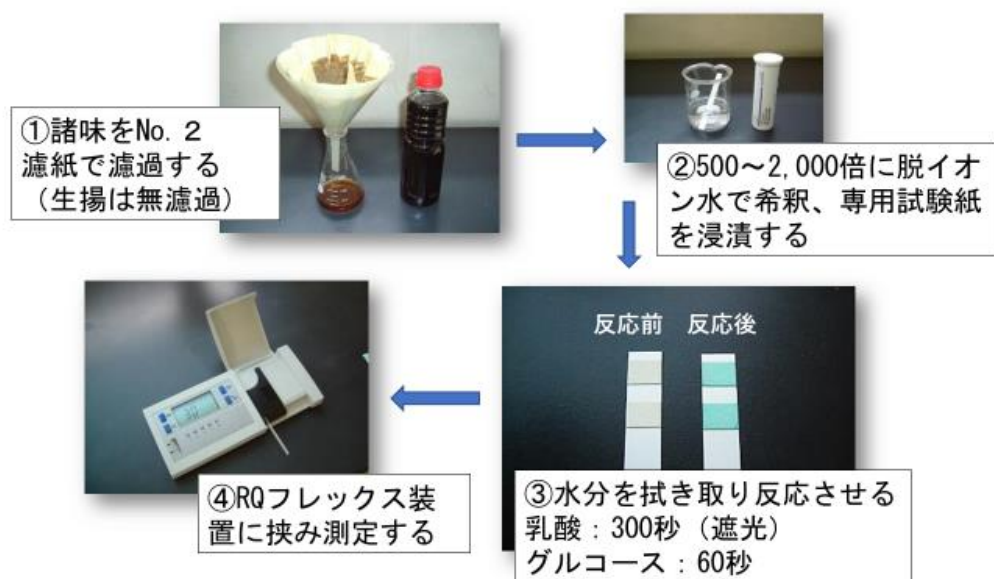 ①諸味をNo. 2
濾紙で濾過する
（生揚は無濾過）
②500～2,000倍に脱イオ
ン水で希釈、専用試験紙
を浸漬する
反応前 反応後
③水分を拭き取り反応させる
乳酸：300秒（遮光）
グルコース：60秒
④RQフレックス装
置に挟み測定する